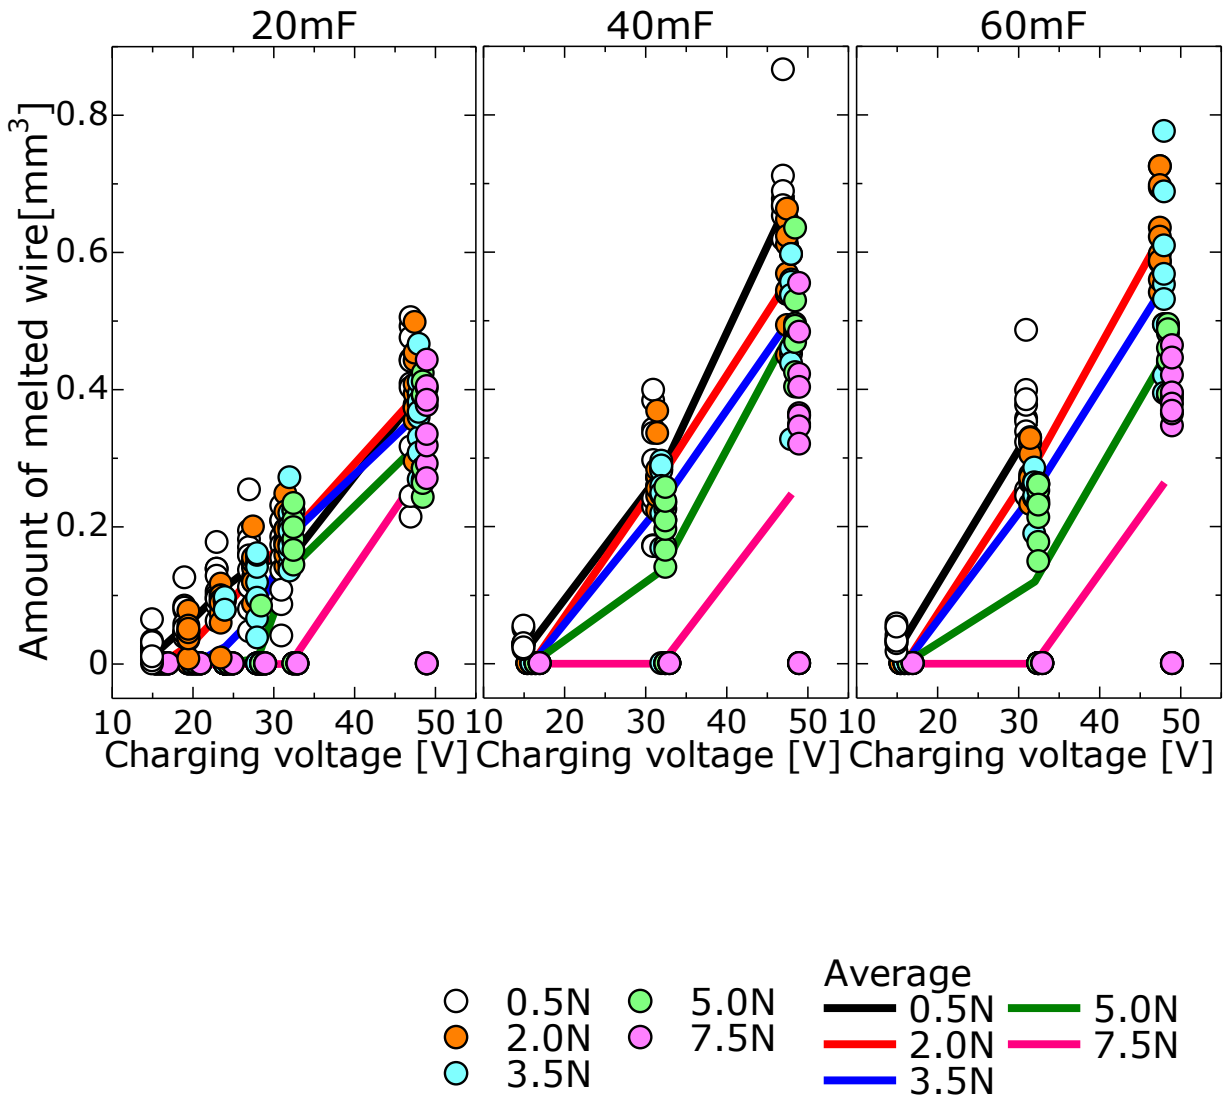 20mF 40mF 60mF
Amount of melted wire[mm³]
0.8
0.6
0.4
0.2
0
10 20 30 40 50 10 20 30 40 50 10 20 30 40 50
Charging voltage [V] Charging voltage [V] Charging voltage [V]
Average
0.5N 5.0N 0.5N 5.0N
2.0N 7.5N 2.0N 7.5N
3.5N 3.5N